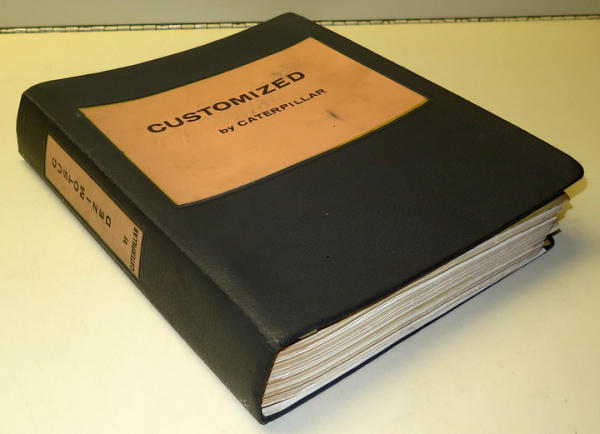 CUSTOMIZED
by CATERPILLAR
CUSTOMIZED
by
CATERPILLAR